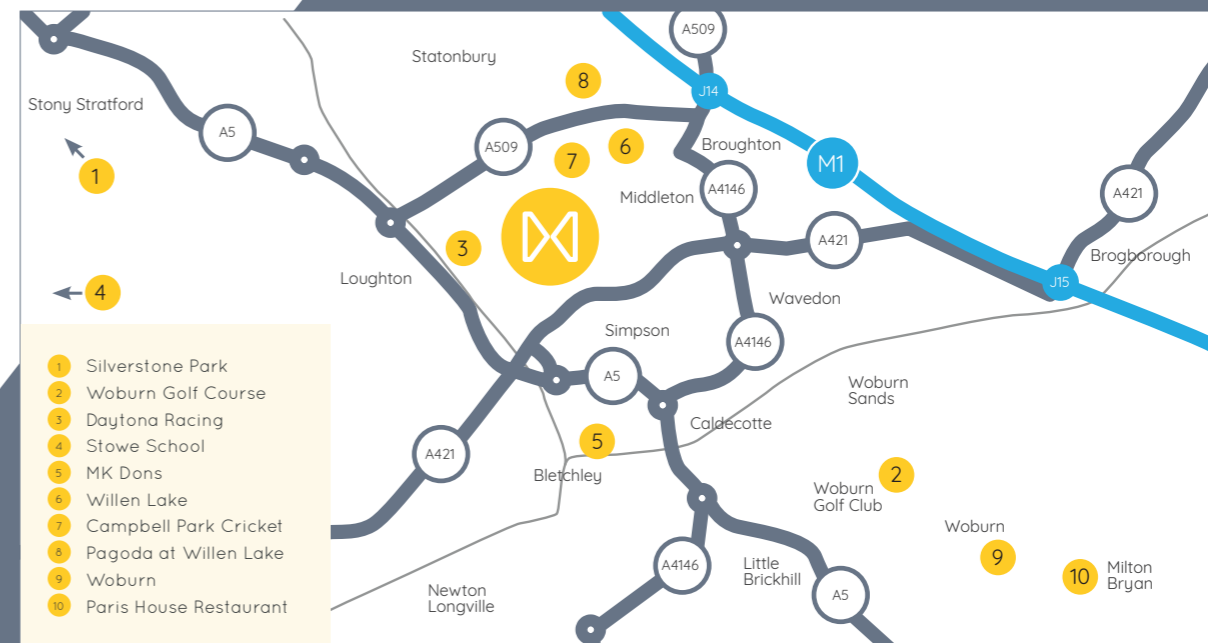 A509
Statonbury
8
J14
Stony Stratford
A5
A509
6
Broughton
7
M1
1
Middleton
A4146
A421
3
A421
Brogborough
Loughton
J15
4
Wavedon
Simpson
A4146
A5
Woburn
Sands
Caldecotte
5
A421
Bletchley
2
Woburn
Golf Club
Woburn
9
10
Milton
Bryan
A4146
Little
Brickhill
A5
Newton
Longville
1 Silverstone Park
2 Woburn Golf Course
3 Daytona Racing
4 Stowe School
5 MK Dons
6 Willen Lake
7 Campbell Park Cricket
8 Pagoda at Willen Lake
9 Woburn
10 Paris House Restaurant